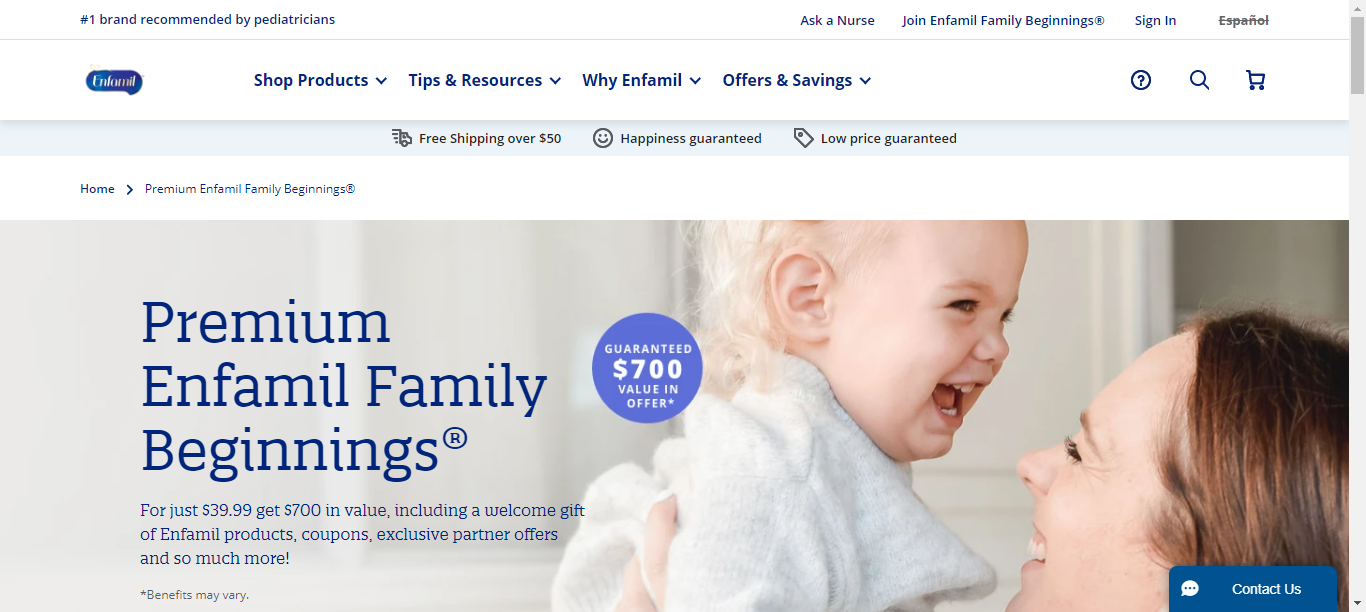 #1 brand recommended by pediatricians
Ask a Nurse
Join Enfamil Family Beginnings®
Sign In
Español
Enfamil
Shop Products
Tips & Resources
Why Enfamil
Offers & Savings
Free Shipping over $50
Happiness guaranteed
Low price guaranteed
Home
Premium Enfamil Family Beginnings®
Premium
Enfamil Family
Beginnings®
GUARANTEED
$700
VALUE IN
OFFER*
For just $39.99 get $700 in value, including a welcome gift
of Enfamil products, coupons, exclusive partner offers
and so much more!
*Benefits may vary.
Contact Us